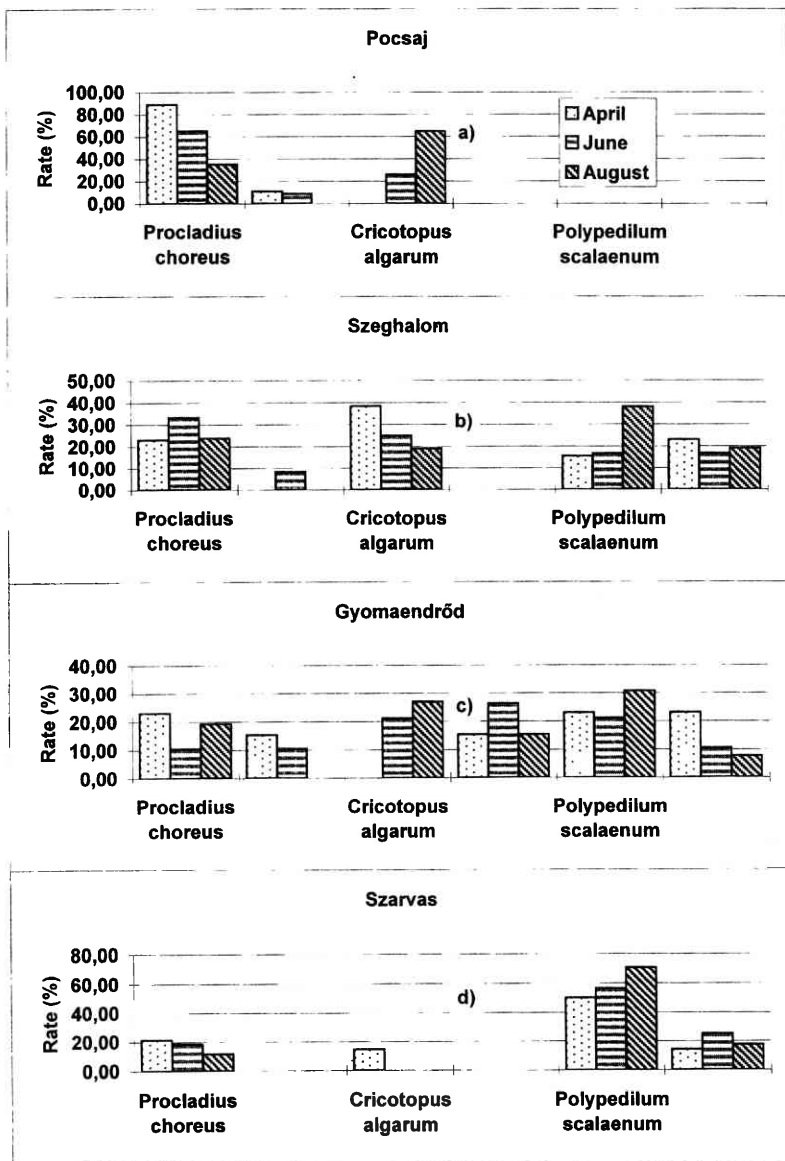 Pocsaj
100,00
80,00
60,00
40,00
20,00
0,00
Rate (%)
a)
April
June
August
Procladius choreus
Cricotopus algarum
Polypedilum scalaenum
Szeghalom
50,00
40,00
30,00
20,00
10,00
0,00
Rate (%)
b)
Procladius choreus
Cricotopus algarum
Polypedilum scalaenum
Gyomaendrőd
40,00
30,00
20,00
10,00
0,00
Rate (%)
c)
Procladius choreus
Cricotopus algarum
Polypedilum scalaenum
Szarvas
80,00
60,00
40,00
20,00
0,00
Rate (%)
d)
Procladius choreus
Cricotopus algarum
Polypedilum scalaenum